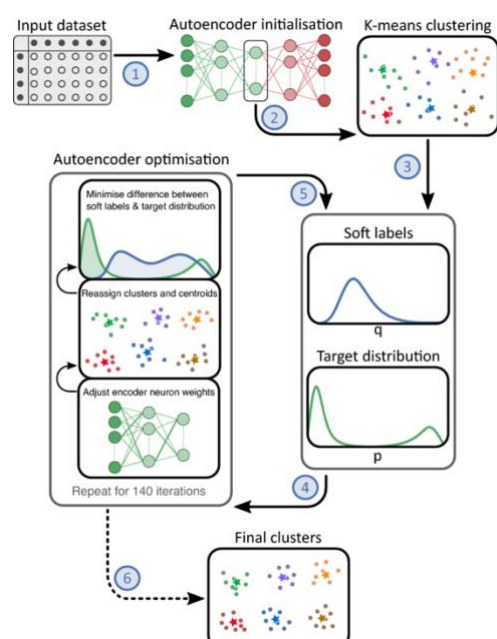 Input dataset
1
Autoencoder initialisation
2
K-means clustering
3
Autoencoder optimisation
Minimise difference between
soft labels & target distribution
Reassign clusters and centroids
Adjust encoder neuron weights
Repeat for 140 iterations
5
Soft labels
q
Target distribution
p
4
6
Final clusters